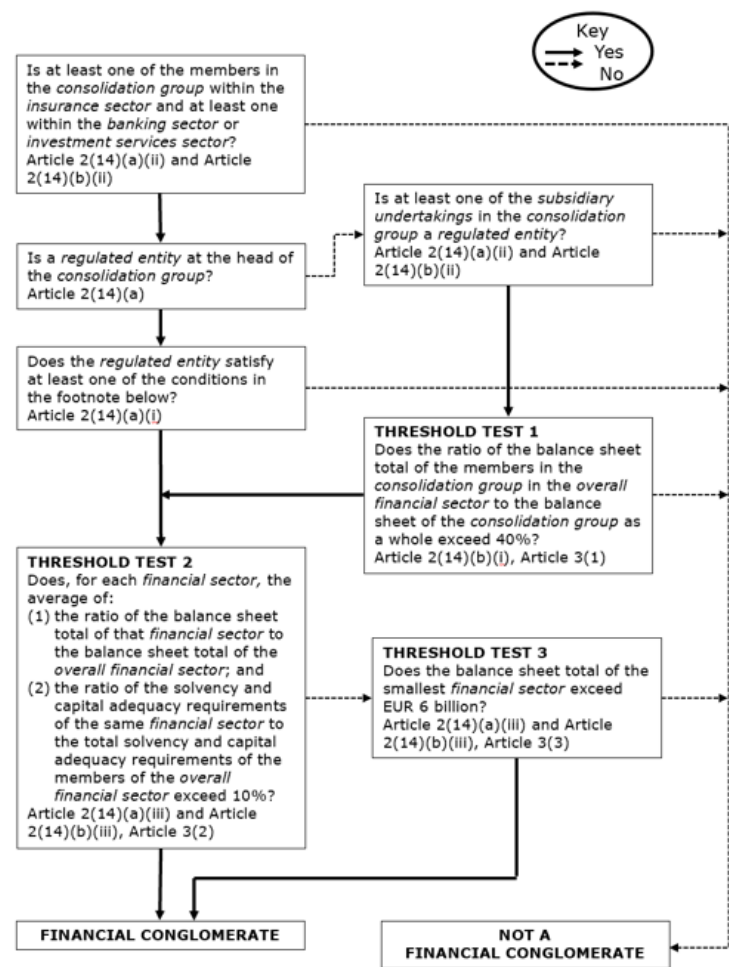 Key
Yes
No
Is at least one of the members in
the consolidation group within the
insurance sector and at least one
within the banking sector or
investment services sector?
Article 2(14)(a)(ii) and Article
2(14)(b)(ii)
Is at least one of the subsidiary
undertakings in the consolidation
group a regulated entity?
Article 2(14)(a)(ii) and Article
2(14)(b)(ii)
Is a regulated entity at the head of
the consolidation group?
Article 2(14)(a)
Does the regulated entity satisfy
at least one of the conditions in
the footnote below?
Article 2(14)(a)(i)
THRESHOLD TEST 1
Does the ratio of the balance sheet
total of the members in the
consolidation group in the overall
financial sector to the balance
sheet of the consolidation group as
a whole exceed 40%?
Article 2(14)(b)(i), Article 3(1)
THRESHOLD TEST 2
Does, for each financial sector, the
average of:
(1) the ratio of the balance sheet
total of that financial sector to
the balance sheet total of the
overall financial sector; and
(2) the ratio of the solvency and
capital adequacy requirements
of the same financial sector to
the total solvency and capital
adequacy requirements of the
members of the overall
financial sector exceed 10%?
Article 2(14)(a)(iii) and Article
2(14)(b)(iii), Article 3(2)
THRESHOLD TEST 3
Does the balance sheet total of the
smallest financial sector exceed
EUR 6 billion?
Article 2(14)(a)(iii) and Article
2(14)(b)(iii), Article 3(3)
FINANCIAL CONGLOMERATE
NOT A
FINANCIAL CONGLOMERATE